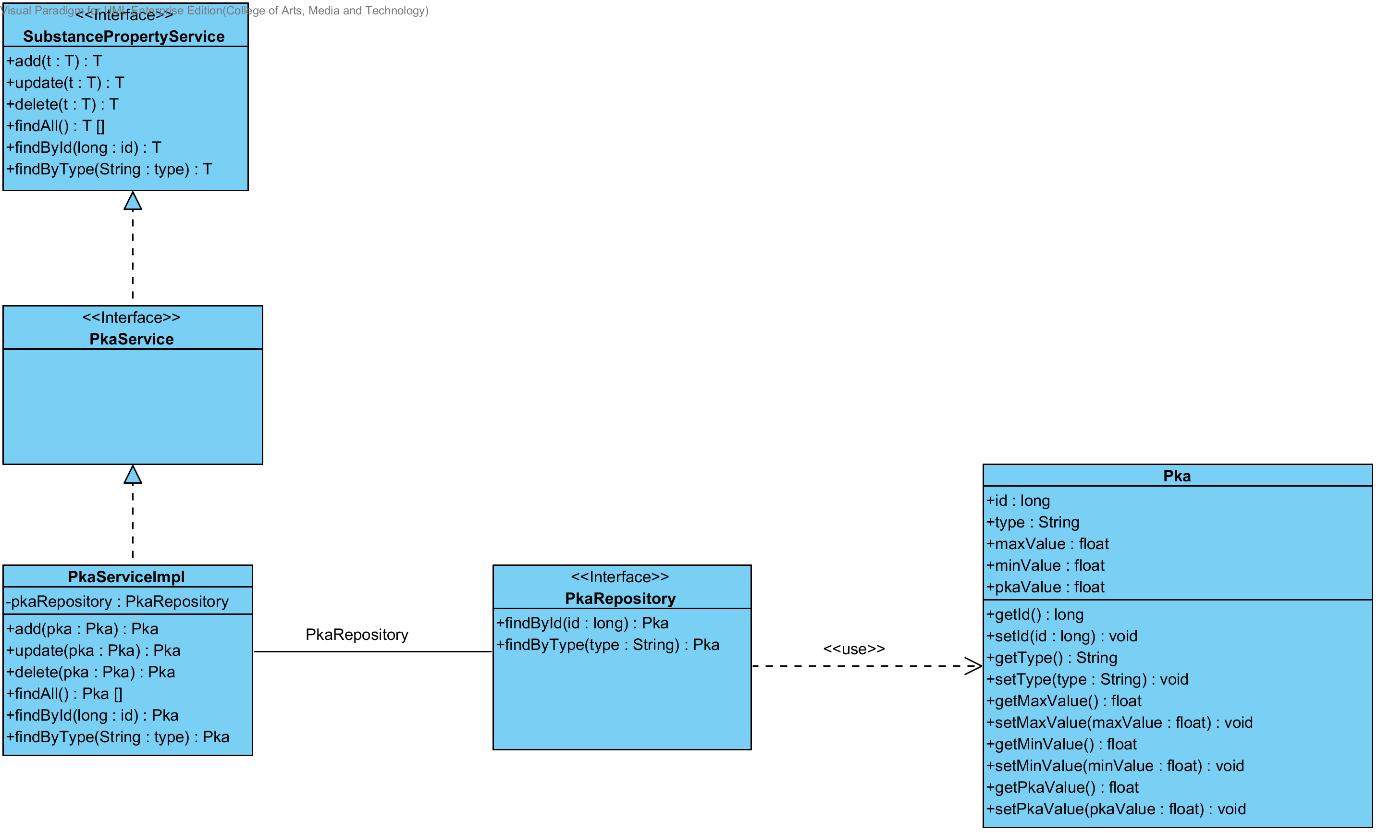 Visual Paradigm for UML Enterprise Edition(College of Arts, Media and Technology)
<<Interface>>
SubstancePropertyService
+add(t : T) : T
+update(t : T) : T
+delete(t : T) : T
+findAll() : T []
+findById(long : id) : T
+findByType(String : type) : T
<<Interface>>
PkaService
PkaServiceImpl
-pkaRepository : PkaRepository
+add(pka : Pka) : Pka
+update(pka : Pka) : Pka
+delete(pka : Pka) : Pka
+findAll() : Pka []
+findById(long : id) : Pka
+findByType(String : type) : Pka
PkaRepository
<<Interface>>
PkaRepository
+findById(id : long) : Pka
+findByType(type : String) : Pka
<<use>>
Pka
+id : long
+type : String
+maxValue : float
+minValue : float
+pkaValue : float
+getId() : long
+setId(id : long) : void
+getType() : String
+setType(type : String) : void
+getMaxValue() : float
+setMaxValue(maxValue : float) : void
+getMinValue() : float
+setMinValue(minValue : float) : void
+getPkaValue() : float
+setPkaValue(pkaValue : float) : void